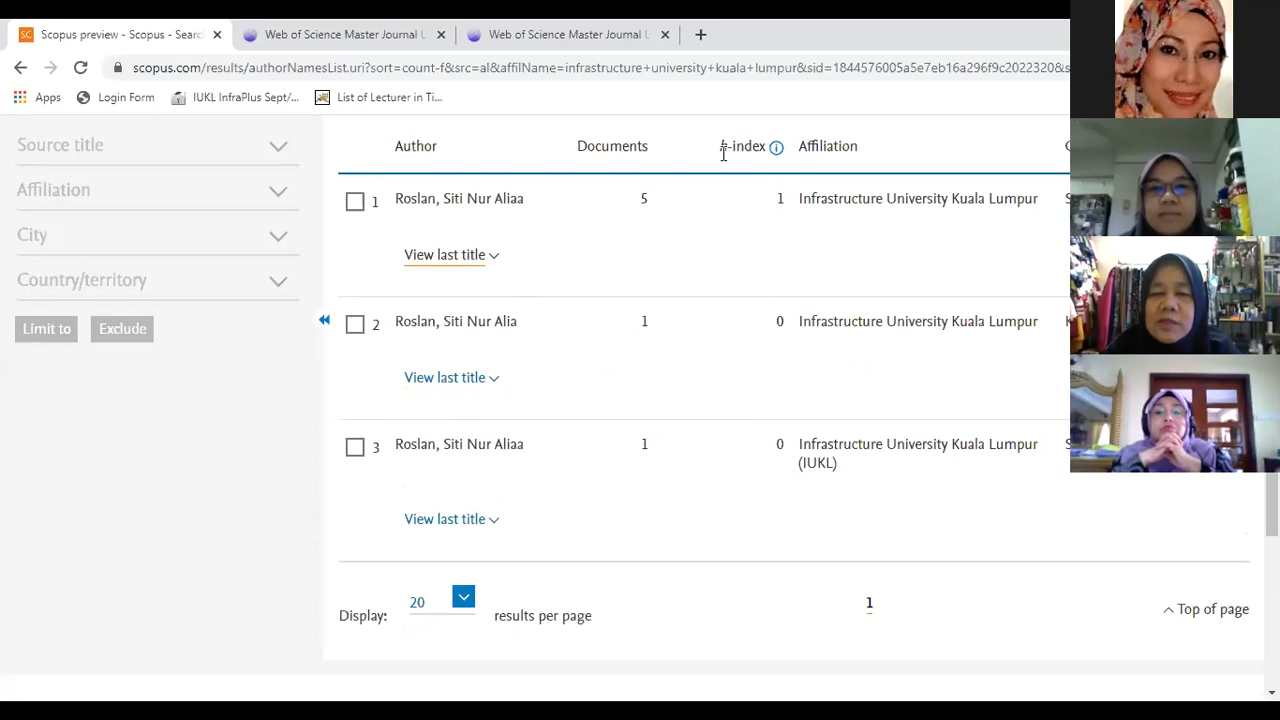 Scopus preview - Scopus - Searc
Web of Science Master Journal L
Web of Science Master Journal L
scopus.com/results/authorNamesList.uri?sort=count-f&src=al&affilName=infrastructure+university+kuala+lumpur&sid=1844576005a5e7eb16a296f9c2022320&s
Apps
Login Form
IUKL InfraPlus Sept/...
List of Lecturer in Ti...
Source title
Affiliation
City
Country/territory
Limit to
Exclude
Author Documents h-index Affiliation
1 Roslan, Siti Nur Aliaa 5 1 Infrastructure University Kuala Lumpur
View last title
2 Roslan, Siti Nur Alia 1 0 Infrastructure University Kuala Lumpur
View last title
3 Roslan, Siti Nur Aliaa 1 0 Infrastructure University Kuala Lumpur
(IUKL)
View last title
Display: 20 results per page
1
Top of page